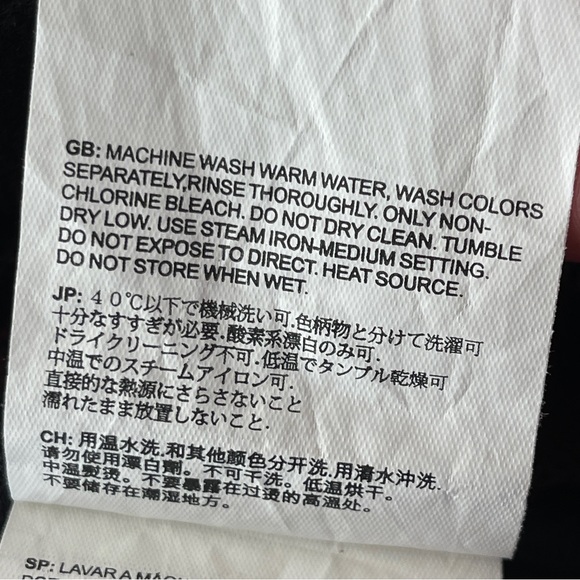 GB: MACHINE WASH WARM WATER, WASH COLORS
SEPARATELY,RINSE THOROUGHLY. ONLY NON-
CHLORINE BLEACH. DO NOT DRY CLEAN. TUMBLE
DRY LOW. USE STEAM IRON-MEDIUM SETTING.
DO NOT EXPOSE TO DIRECT. HEAT SOURCE.
DO NOT STORE WHEN WET.
JP: 40℃以下で機械洗い可.色柄物と分けて洗濯可
十分なすすぎが必要.酸素系漂白のみ可.
ドライクリーニング不可.低温でタンブル乾燥可
中温でのスチームアイロン可.
直接的な熱源にさらさないこと
濡れたまま放置しないこと.
CH: 用温水洗.和其他颜色分开洗.用清水冲洗.
请勿使用漂白劑。不可干洗。低温烘干。
中温熨烫。不要暴露在过烫的高温处。
不要储存在潮湿地方。
SP: LAVAR A